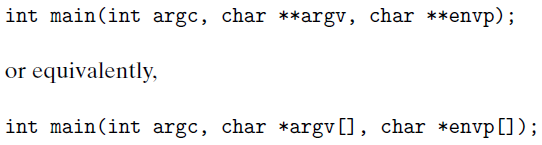 int main(int argc, char **argv, char **envp);
or equivalently,
int main(int argc, char *argv[], char *envp[]);